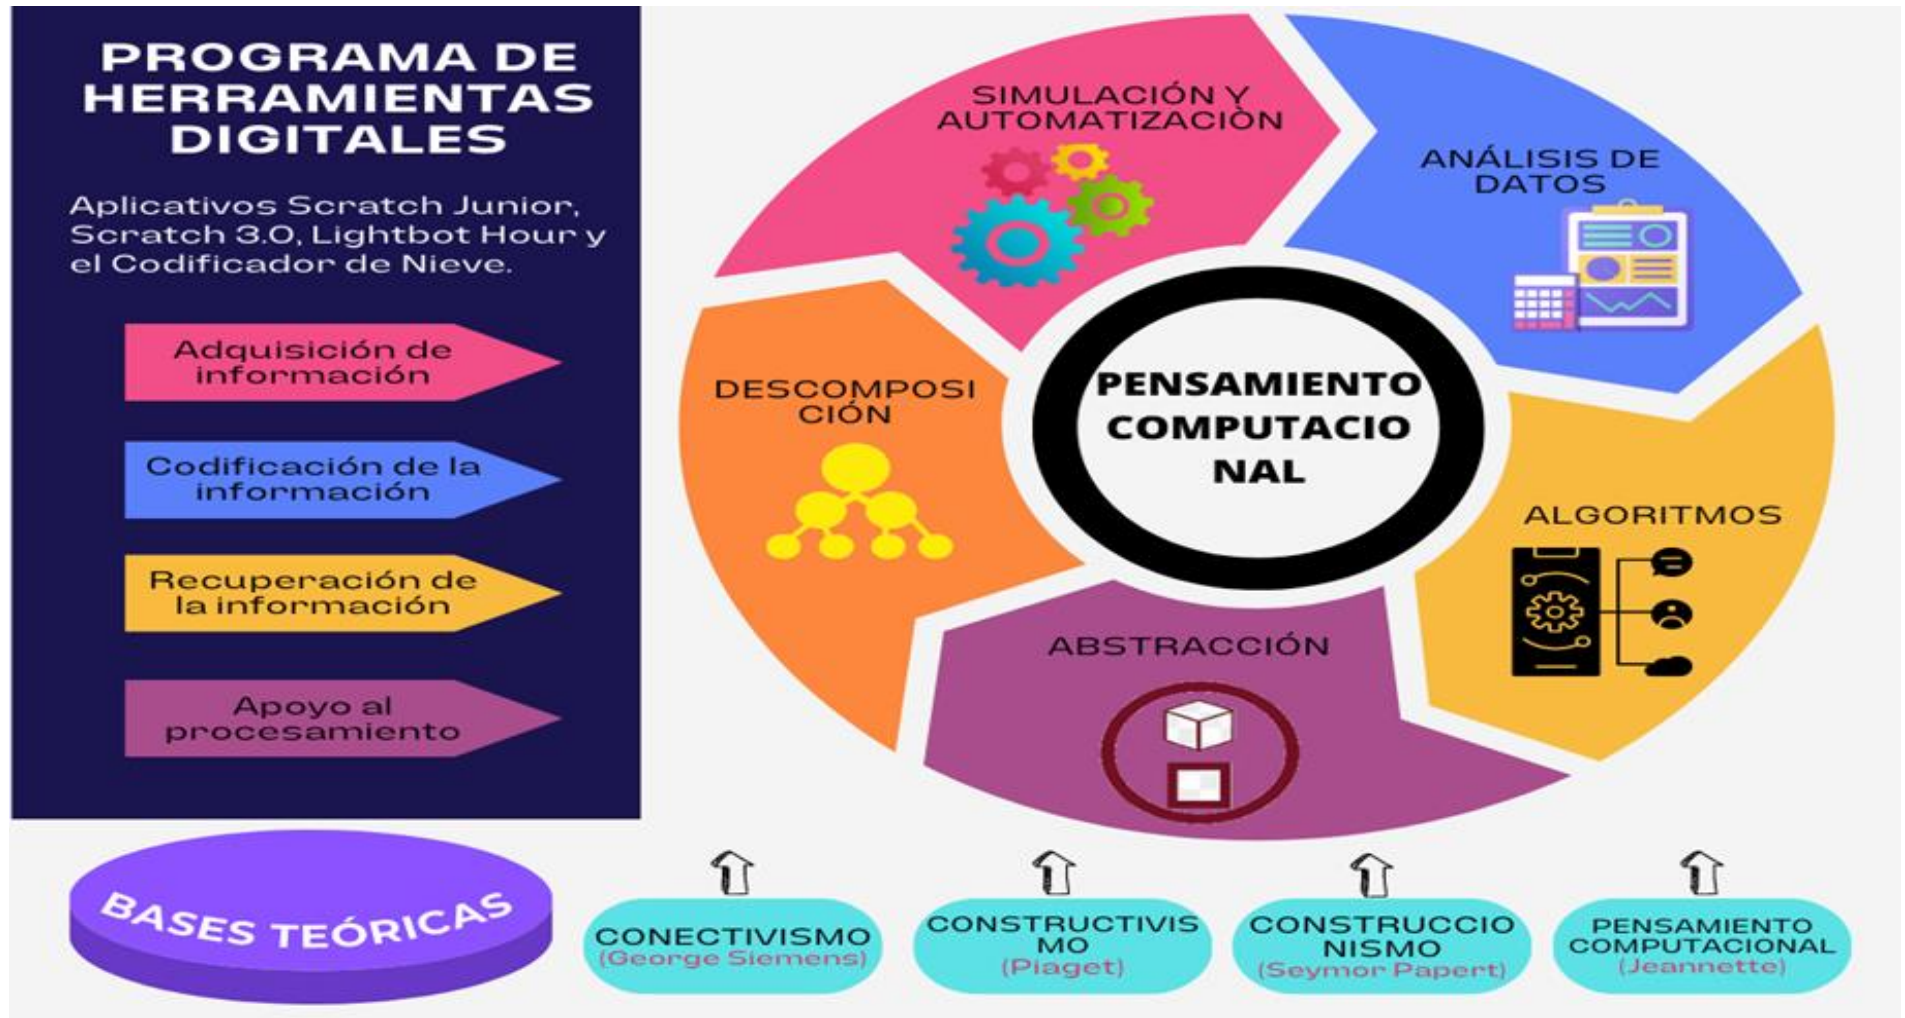 PROGRAMA DE
HERRAMIENTAS
DIGITALES
Aplicativos Scratch Junior,
Scratch 3.0, Lightbot Hour y
el Codificador de Nieve.
Adquisición de
información
Codificación de la
información
Recuperación de
la información
Apoyo al
procesamiento
SIMULACIÓN Y
AUTOMATIZACIÒN
ANÁLISIS DE
DATOS
ALGORITMOS
ABSTRACCIÓN
DESCOMPOSI
CIÓN
PENSAMIENTO
COMPUTACIO
NAL
BASES TEÓRICAS
CONECTIVISMO
(George Siemens)
CONSTRUCTIVIS
MO
(Piaget)
CONSTRUCCIO
NISMO
(Seymor Papert)
PENSAMIENTO
COMPUTACIONAL
(Jeannette)